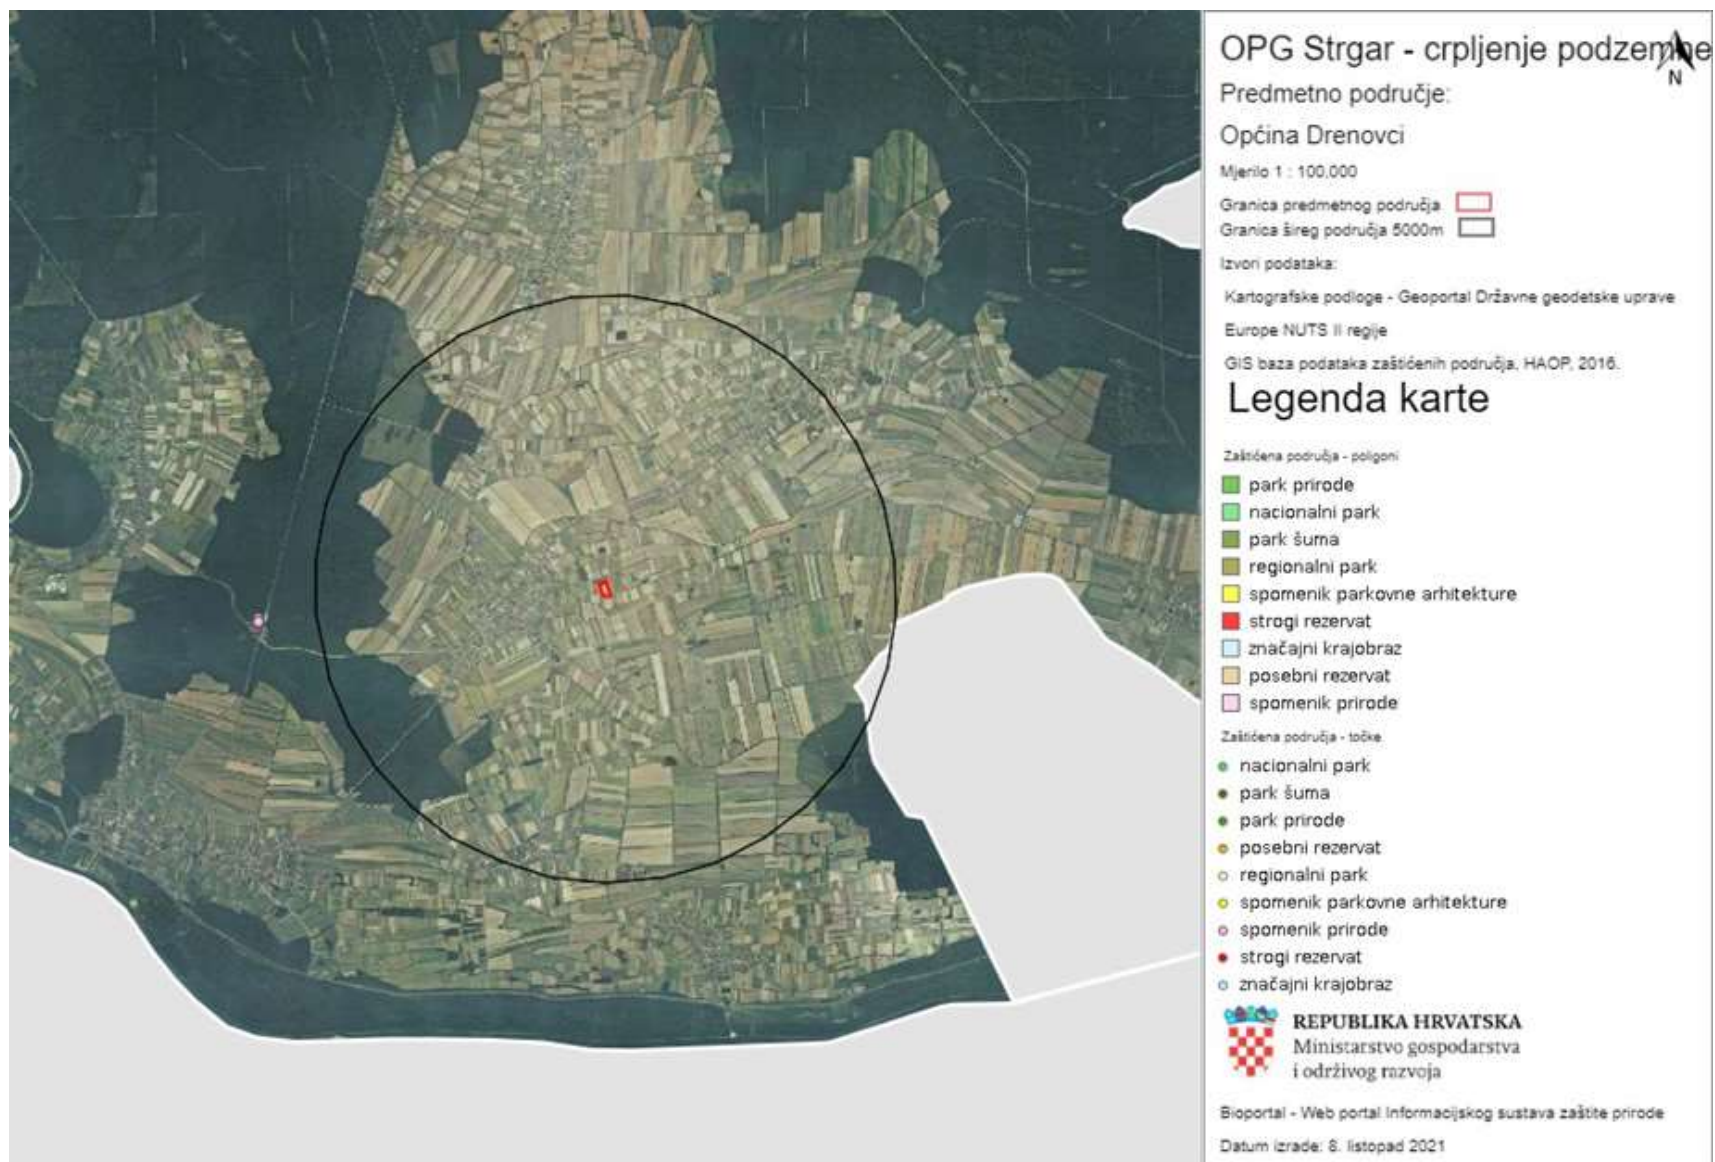 OPG Strgar - crpljenje podzemne
N
Predmetno područje:
Općina Drenovci
Mjerilo 1 : 100,000
Granica predmetnog područja
Granica šireg područja 5000m
Izvori podataka:
Kartografske podloge - Geoportal Državne geodetske uprave
Europe NUTS II regije
GIS baza podataka zaštićenih područja, HAOP, 2016.
Legenda karte
Zaštićena područja - poligoni
park prirode
nacionalni park
park šuma
regionalni park
spomenik parkovne arhitekture
strogi rezervat
značajni krajobraz
posebni rezervat
spomenik prirode
Zaštićena područja - točke
nacionalni park
park šuma
park prirode
posebni rezervat
regionalni park
spomenik parkovne arhitekture
spomenik prirode
strogi rezervat
značajni krajobraz
REPUBLIKA HRVATSKA
Ministarstvo gospodarstva
i održivog razvoja
Bioportal - Web portal Informacijskog sustava zaštite prirode
Datum izrade: 8. listopad 2021